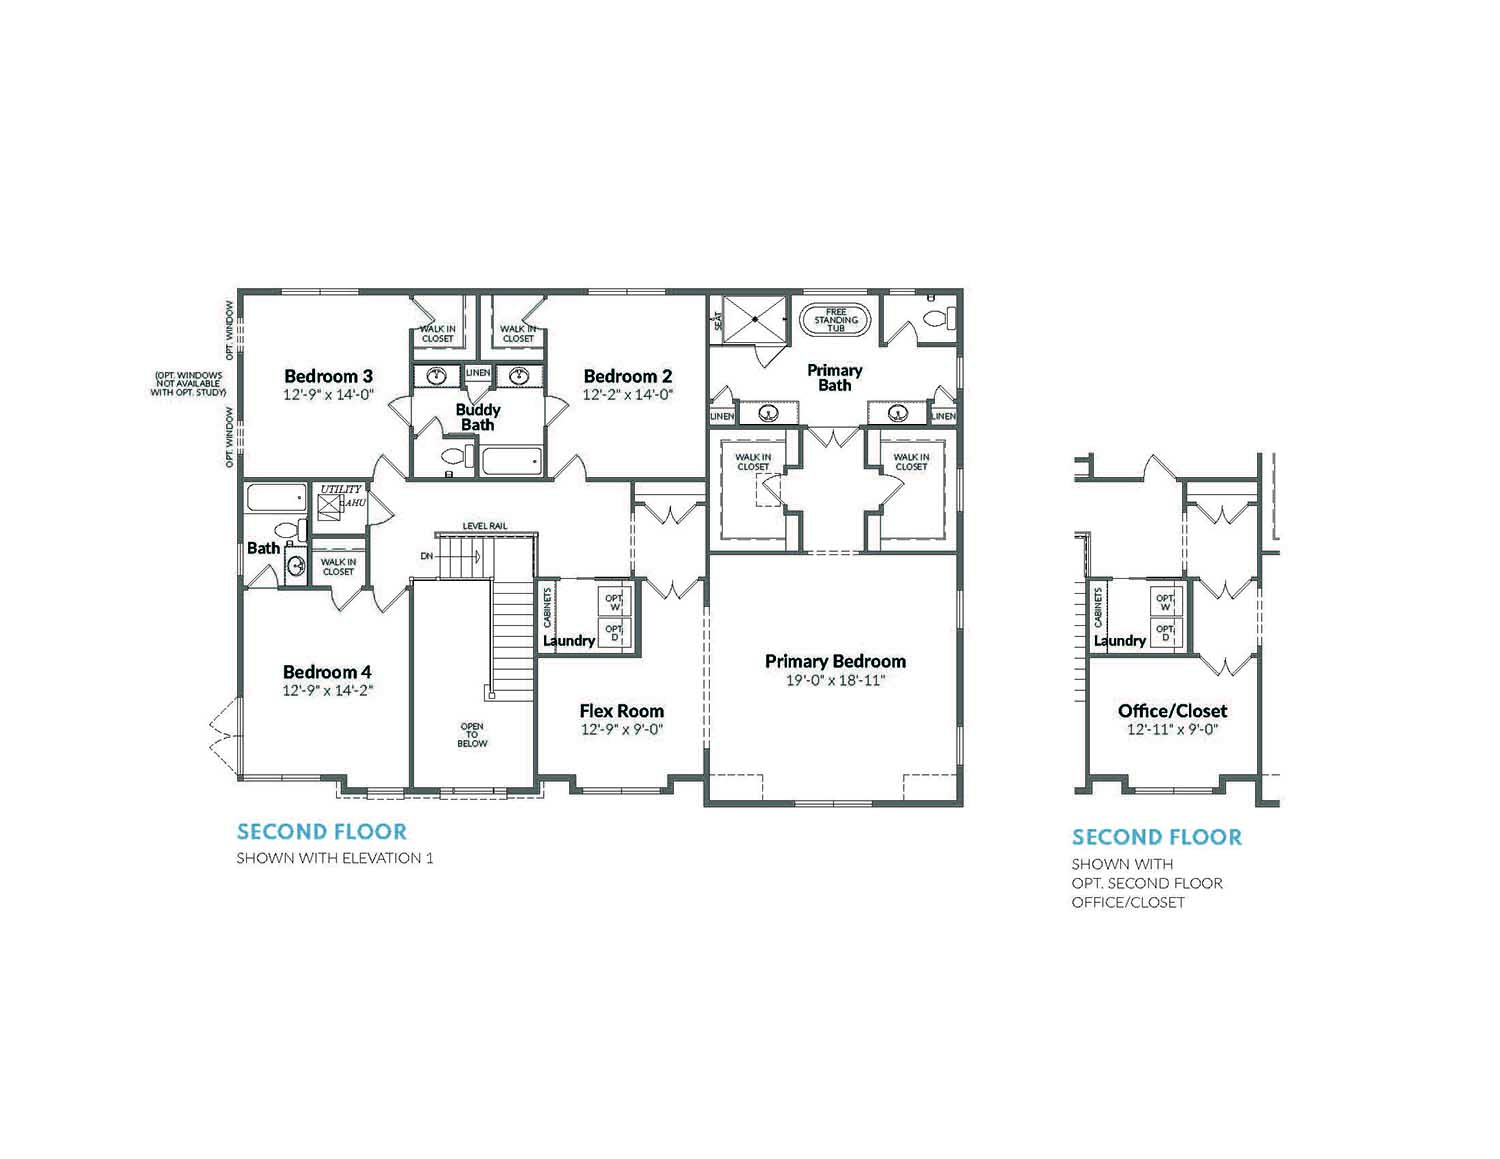 OPT. WINDOW
(OPT. WINDOWS
NOT AVAILABLE
WITH OPT. STUDY)
OPT. WINDOW
Bedroom 3
12'-9" x 14'-0"
WALK IN
CLOSET
WALK IN
CLOSET
LINEN
Buddy
Bath
Bedroom 2
12'-2" x 14'-0"
SEAT
FREE
STANDING
TUB
Primary
Bath
LINEN
LINEN
WALK IN
CLOSET
WALK IN
CLOSET
UTILITY
AHU
Bath
WALK IN
CLOSET
LEVEL RAIL
DN
CABINETS
OPT.
W
OPT.
D
Laundry
Bedroom 4
12'-9" x 14'-2"
OPEN
TO
BELOW
Flex Room
12'-9" x 9'-0"
Primary Bedroom
19'-0" x 18'-11"
SECOND FLOOR
SHOWN WITH ELEVATION 1
CABINETS
OPT.
W
OPT.
D
Laundry
Office/Closet
12'-11" x 9'-0"
SECOND FLOOR
SHOWN WITH
OPT. SECOND FLOOR
OFFICE/CLOSET